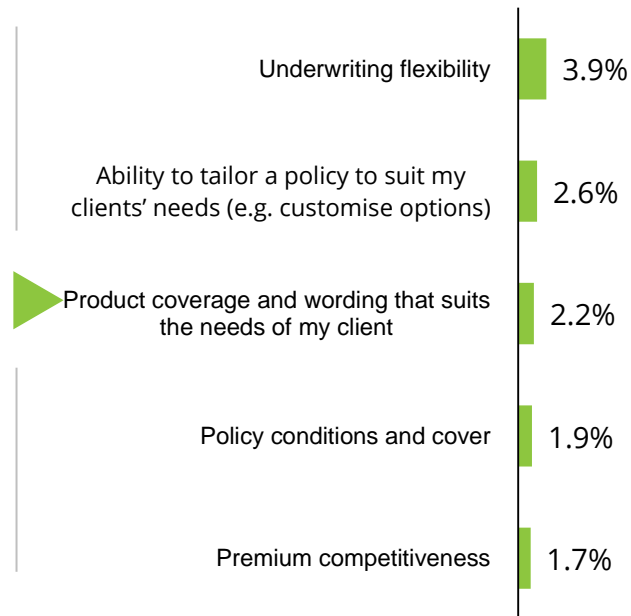 Underwriting flexibility
3.9%
Ability to tailor a policy to suit my
clients’ needs (e.g. customise options)
2.6%
Product coverage and wording that suits
the needs of my client
2.2%
Policy conditions and cover
1.9%
Premium competitiveness
1.7%